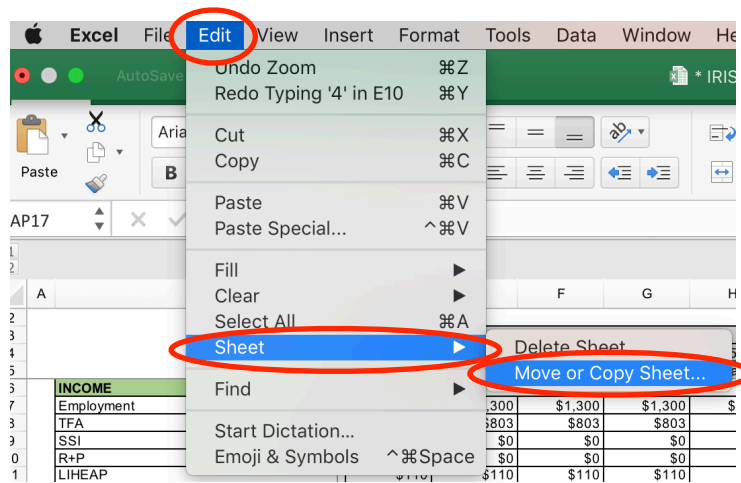 Excel File Edit View Insert Format Tools Data Window He
AutoSave * IRIS
Undo Zoom ⌘Z
Redo Typing '4' in E10 ⌘Y
Aria
Cut ⌘X
Copy ⌘C
Paste B
Paste ⌘V
Paste Special... ^⌘V
AP17
Fill
Clear
Select All ⌘A
Sheet
Delete Sheet
Move or Copy Sheet...
Find
Start Dictation...
Emoji & Symbols ^⌘Space
A F G H
INCOME
Employment ,300 $1,300 $1,300 $
TFA $803 $803 $803
SSI $0 $0 $0
R+P $0 $0 $0
LIHEAP $110 $110 $110 $110